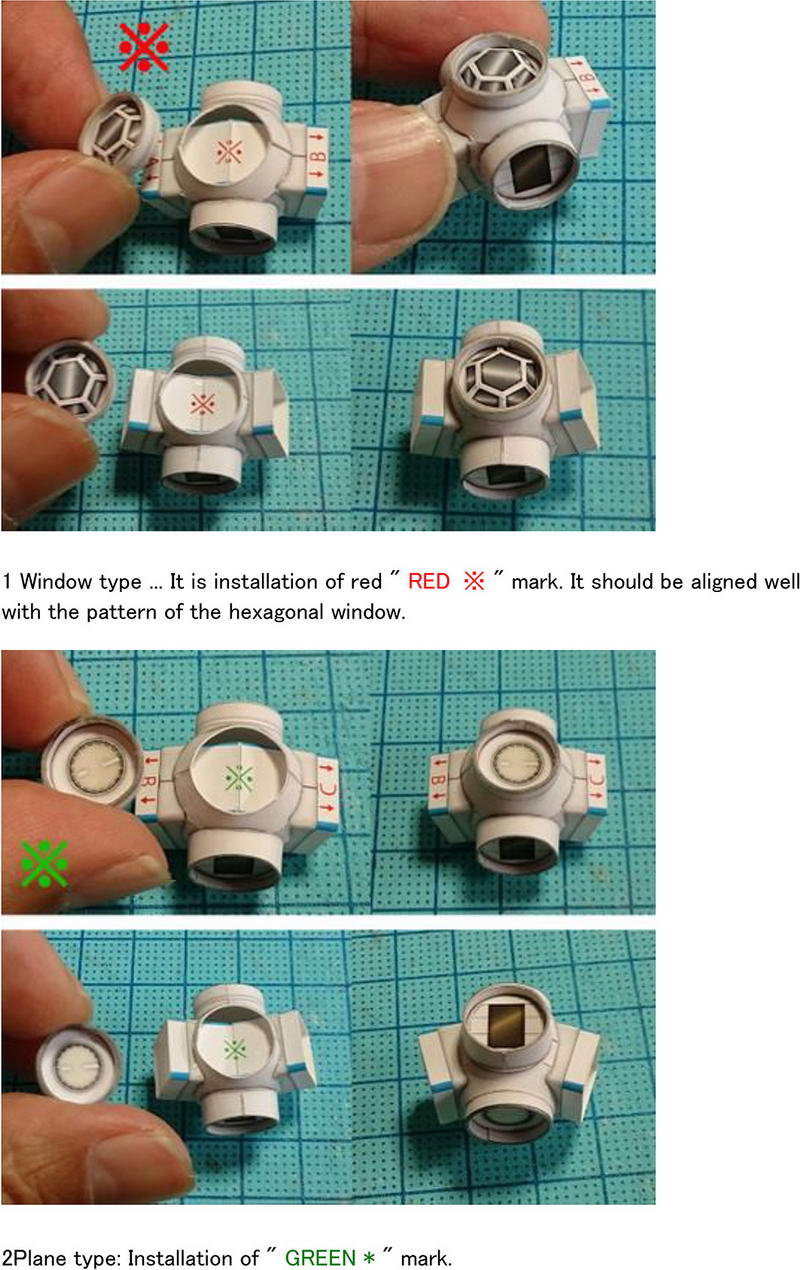 ※
A
※
B
B
※
1 Window type ... It is installation of red " RED ※ " mark. It should be aligned well
with the pattern of the hexagonal window.
B
※
C
B
C
※
※
2Plane type: Installation of " GREEN * " mark.